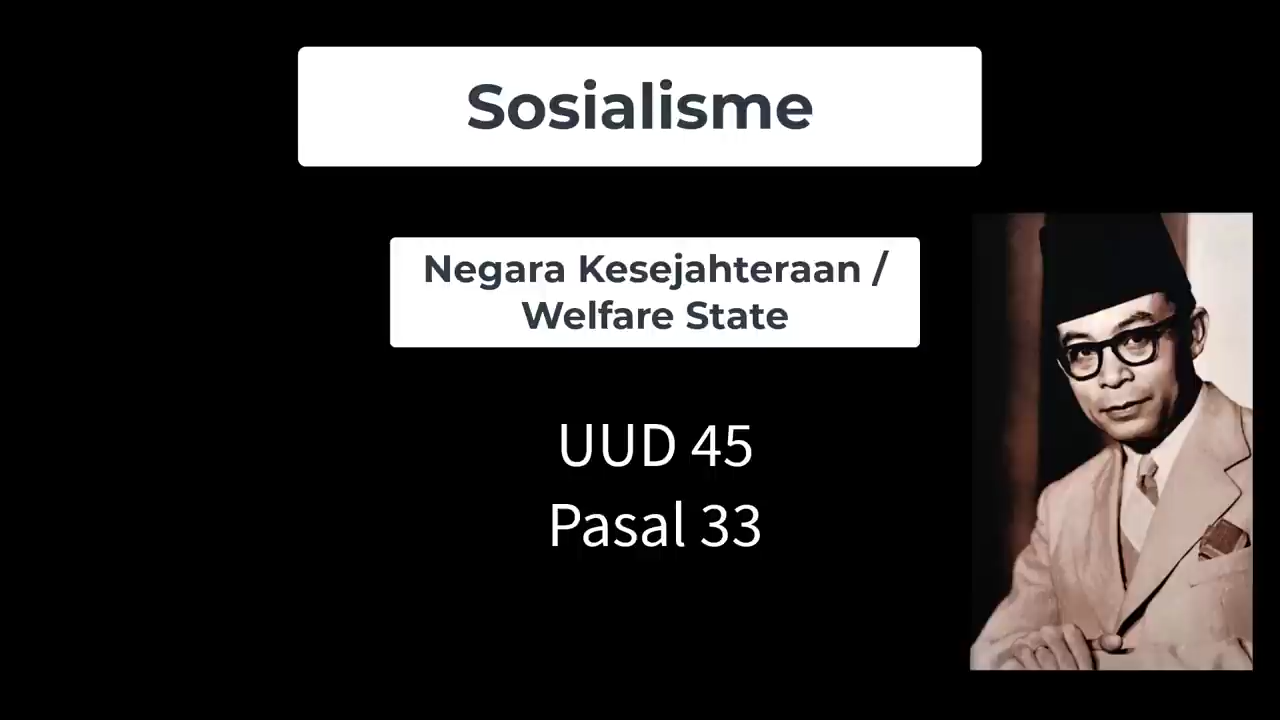 Sosialisme
Negara Kesejahteraan /
Welfare State
UUD 45
Pasal 33